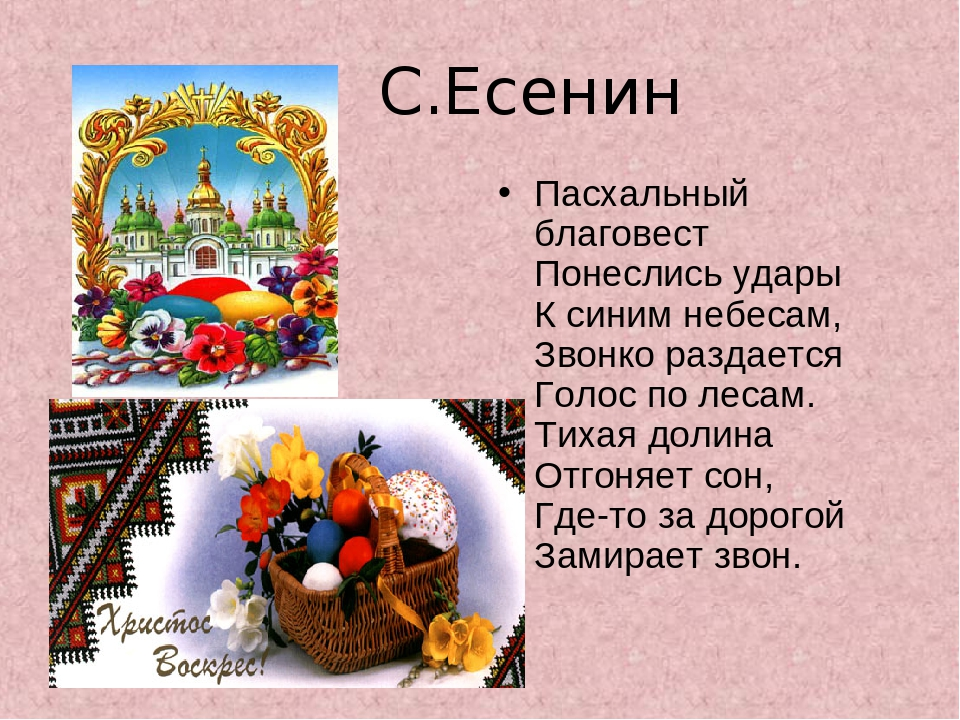 С.Есенин
• Пасхальный
благовест
Понеслись удары
К синим небесам,
Звонко раздается
Голос по лесам.
Тихая долина
Отгоняет сон,
Где-то за дорогой
Замирает звон.
Христос
Воскрес!